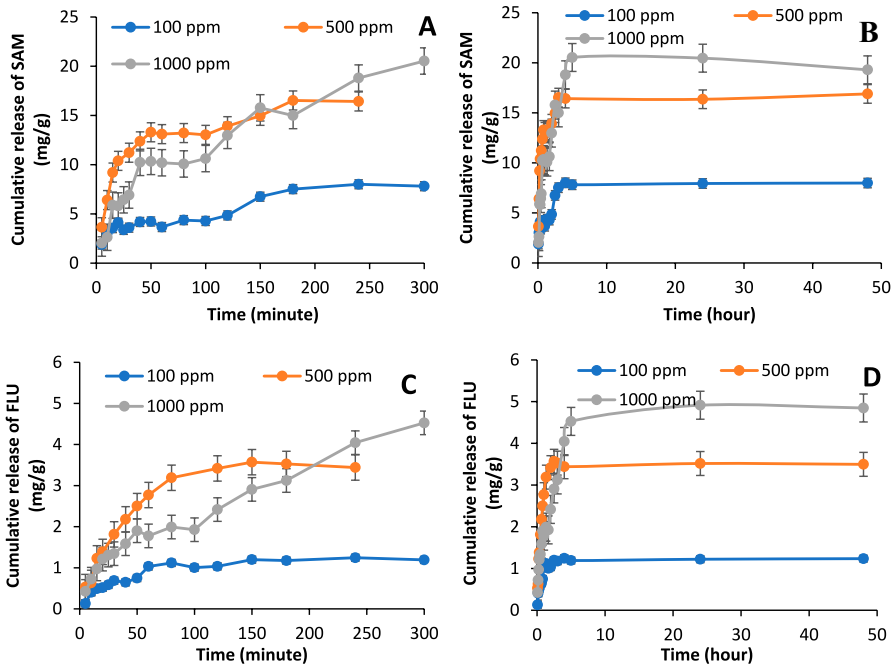 A
100 ppm
500 ppm
1000 ppm
Cumulative release of SAM
(mg/g)
25
20
15
10
5
0
0 50 100 150 200 250 300
Time (minute)
B
100 ppm
500 ppm
1000 ppm
Cumulative release of SAM
(mg/g)
25
20
15
10
5
0
0 10 20 30 40 50
Time (hour)
C
100 ppm
500 ppm
1000 ppm
Cumulative release of FLU
(mg/g)
6
5
4
3
2
1
0
0 50 100 150 200 250 300
Time (minute)
D
100 ppm
500 ppm
1000 ppm
Cumulative release of FLU
(mg/g)
6
5
4
3
2
1
0
0 10 20 30 40 50
Time (hour)